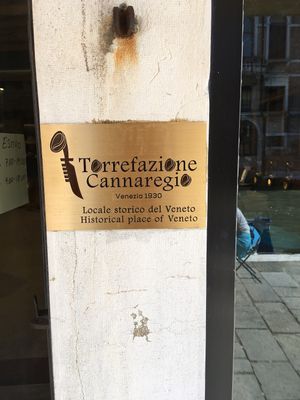 Torrefazione
Cannaregio
Venezia 1930
Locale storico del Veneto
Historical place of Veneto